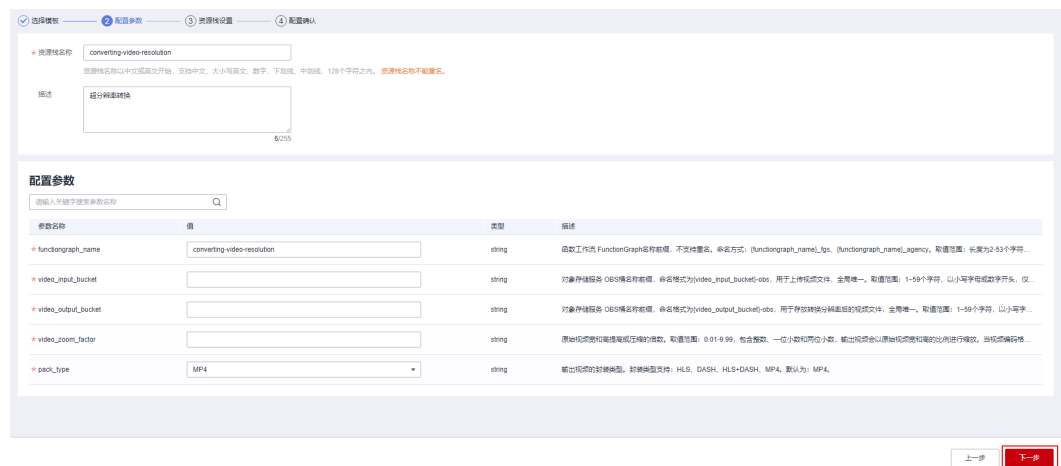 选择模板
2 配置参数
3 资源栈设置
4 配置确认
* 资源栈名称
converting-video-resolution
资源栈名称以中文或英文开始，支持中文、大小写英文、数字、下划线、中划线，128个字符之内。 资源栈名称不能重名。
描述
超分辨率转换
6/255
配置参数
请输入关键字搜索参数名称
参数名称 值 类型 描述
* functiongraph_name converting-video-resolution string 函数工作流 FunctionGraph名称前缀，不支持重名。命名方式：{functiongraph_name}_fgs、{functiongraph_name}_agency。取值范围：长度为2-53个字符...
* video_input_bucket string 对象存储服务 OBS桶名称前缀，命名格式为{video_input_bucket}-obs，用于上传视频文件，全局唯一。取值范围：1~59个字符，以小写字母或数字开头，仅...
* video_output_bucket string 对象存储服务 OBS桶名称前缀，命名格式为{video_output_bucket}-obs，用于存放转换分辨率后的视频文件，全局唯一。取值范围：1~59个字符，以小写字...
* video_zoom_factor string 原始视频宽和高提高或压缩的倍数。取值范围：0.01-9.99，包含整数、一位小数和两位小数，输出视频会以原始视频宽和高的比例进行缩放。当视频编码格...
* pack_type MP4 string 输出视频的封装类型。封装类型支持：HLS、DASH、HLS+DASH、MP4。默认为：MP4。
上一步 下一步